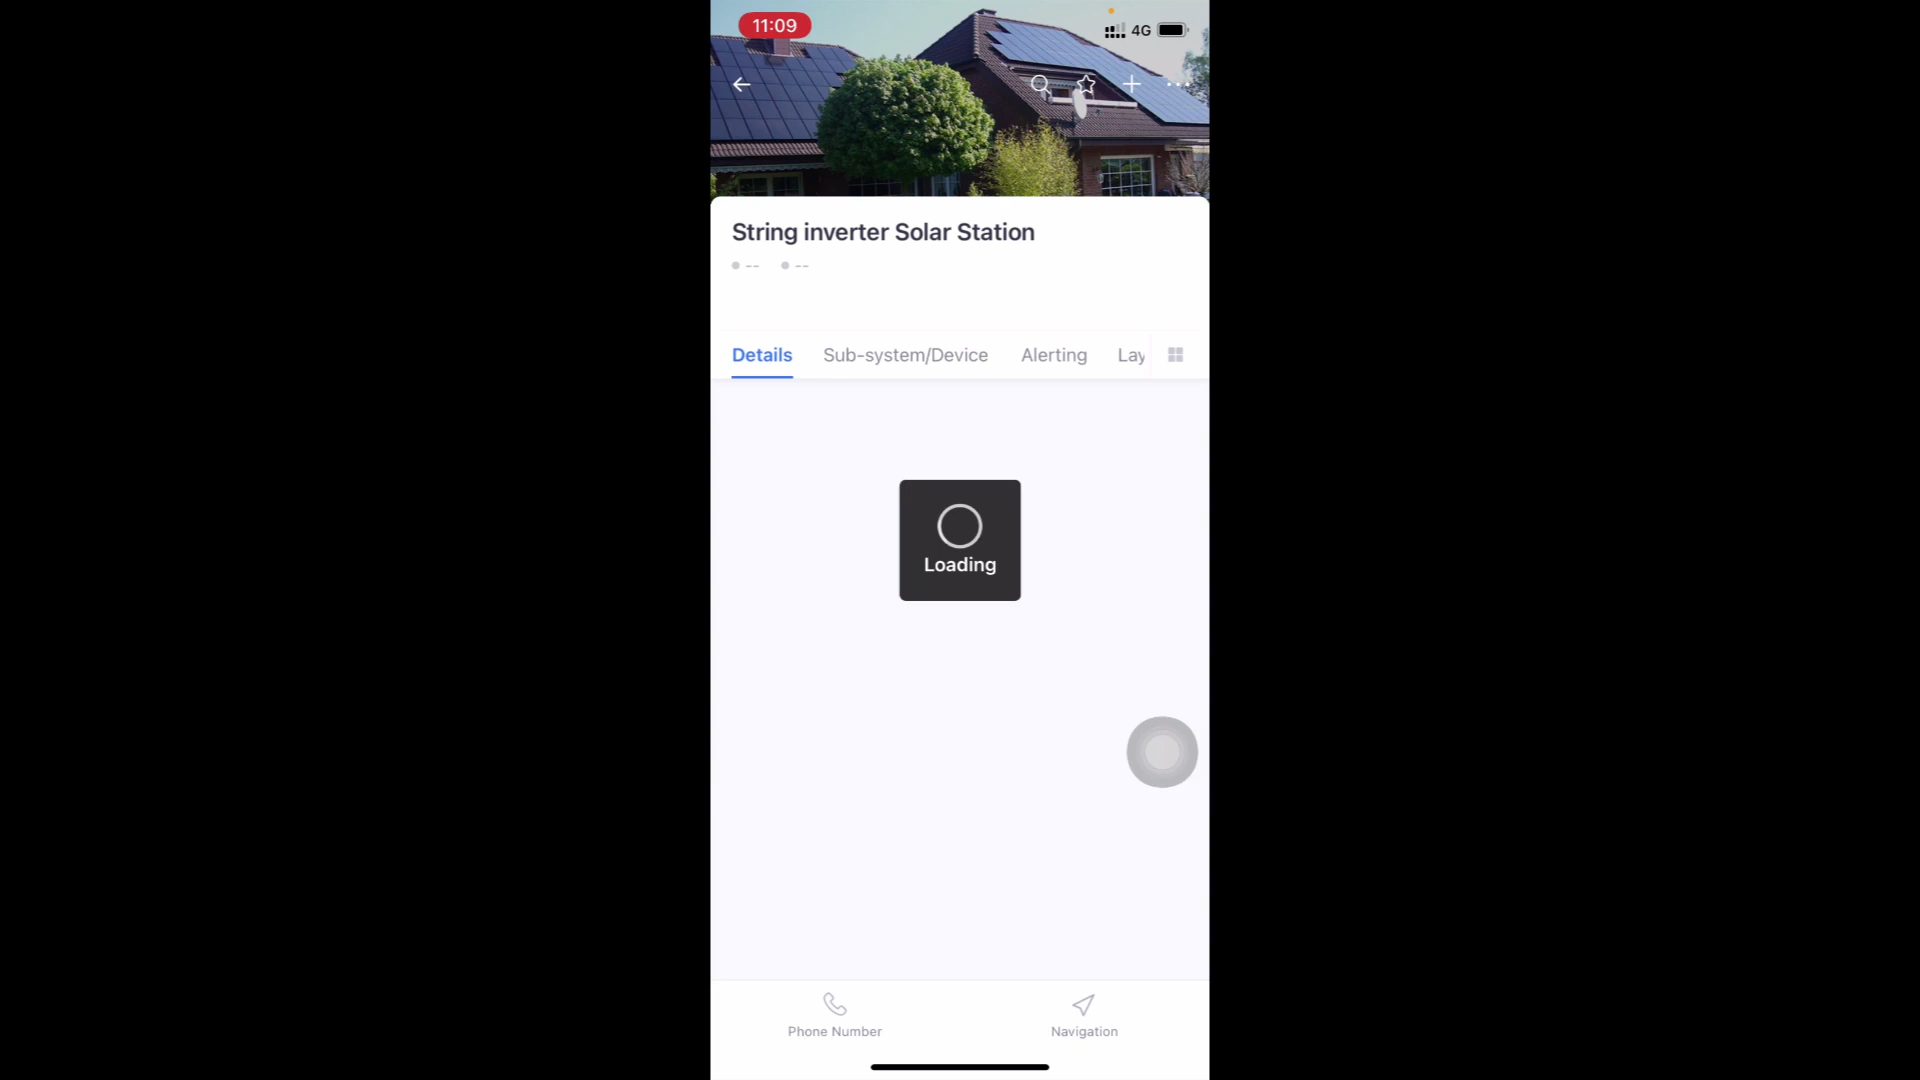 11:09
4G
String inverter Solar Station
-- --
Details Sub-system/Device Alerting Lay
Loading
Phone Number Navigation